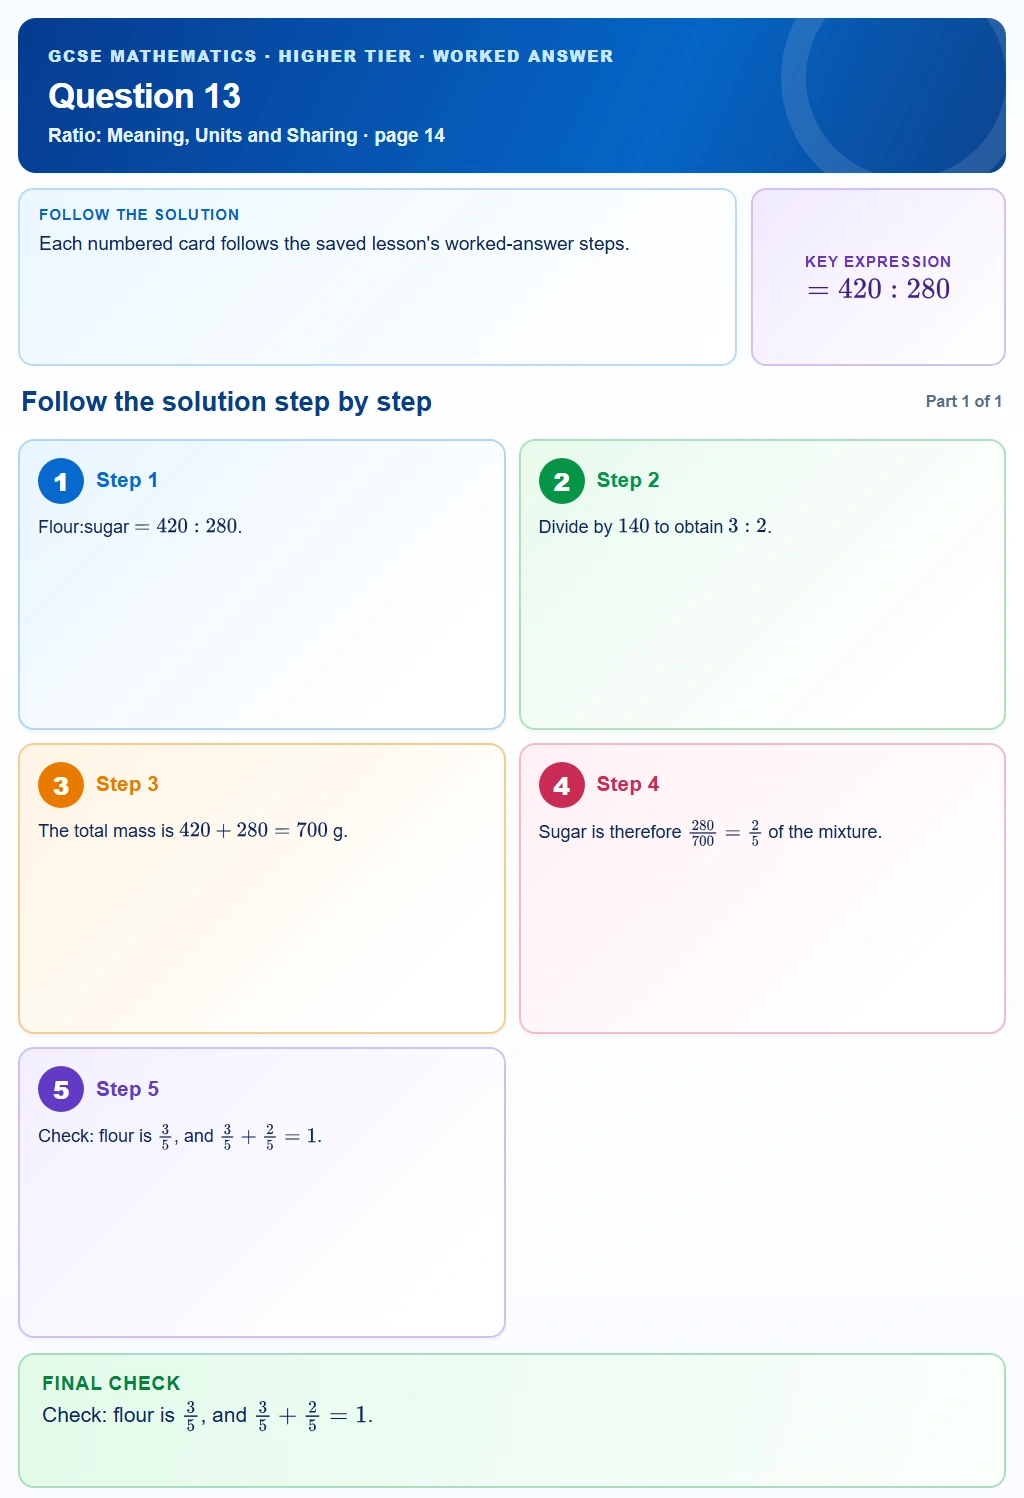 GCSE MATHEMATICS · HIGHER TIER · WORKED ANSWER
Question 13
Ratio: Meaning, Units and Sharing · page 14
FOLLOW THE SOLUTION
Each numbered card follows the saved lesson's worked-answer steps.
KEY EXPRESSION
= 420 : 280
Follow the solution step by step
Part 1 of 1
1 Step 1
Flour:sugar = 420 : 280.
2 Step 2
Divide by 140 to obtain 3 : 2.
3 Step 3
The total mass is 420 + 280 = 700 g.
4 Step 4
Sugar is therefore 280/700 = 2/5 of the mixture.
5 Step 5
Check: flour is 3/5, and 3/5 + 2/5 = 1.
FINAL CHECK
Check: flour is 3/5, and 3/5 + 2/5 = 1.